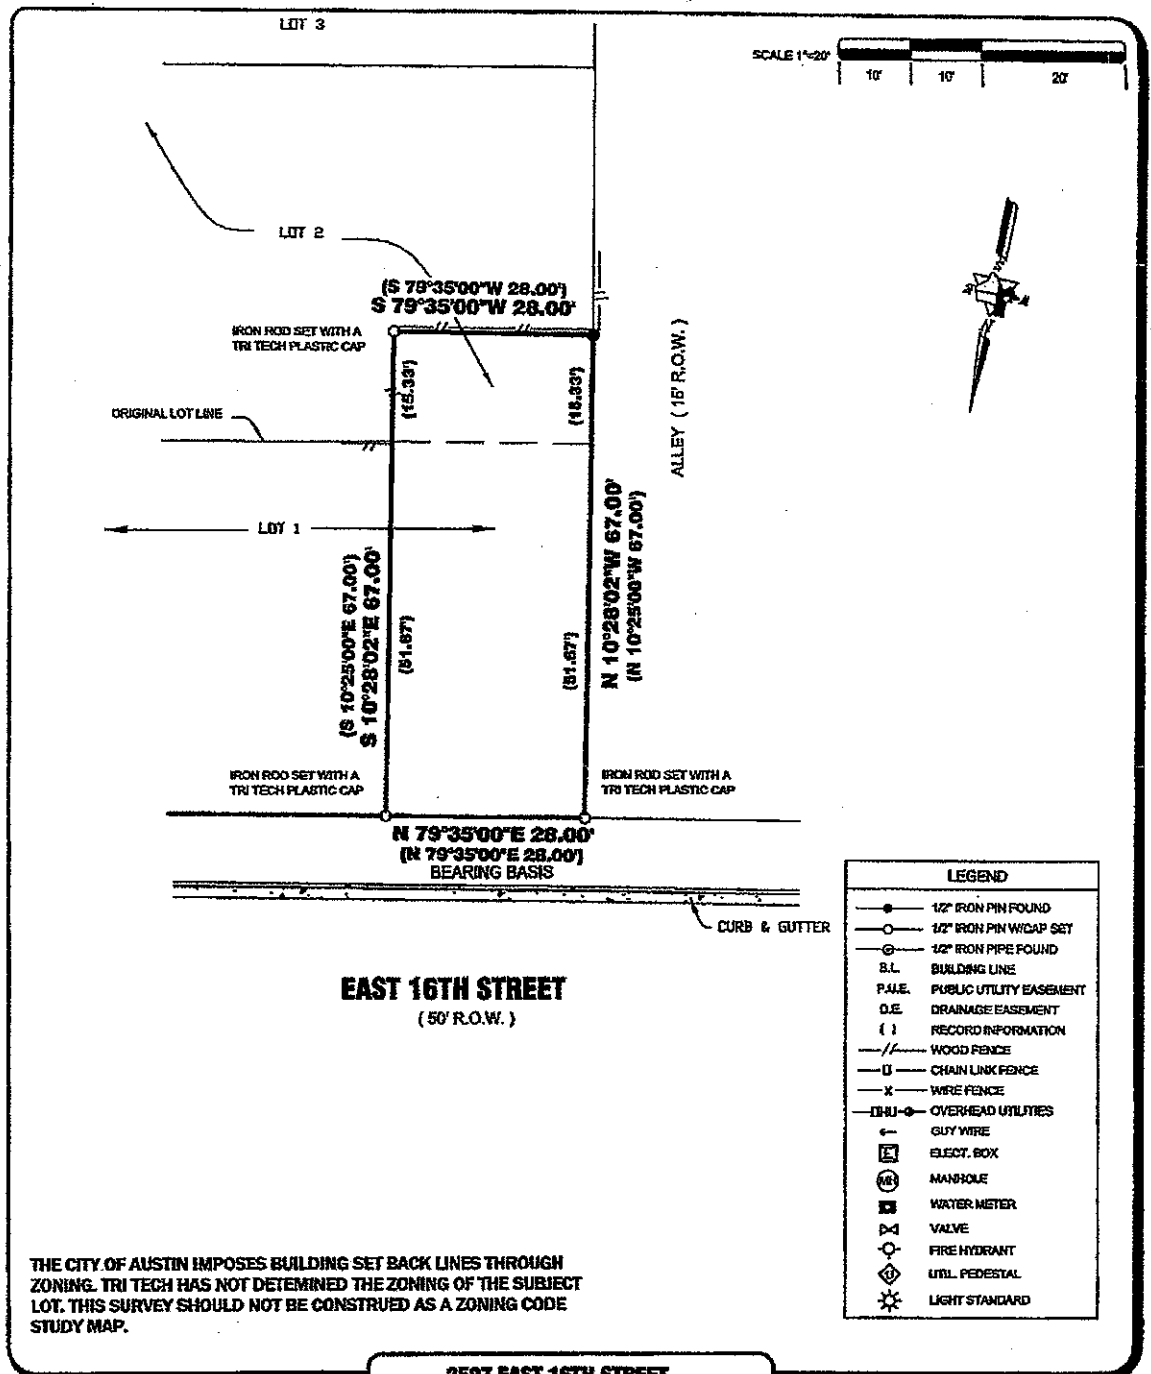 LOT 3
SCALE 1"=20'
10'
10'
20'
LOT 2
(S 79°35'00"W 28.00')
S 79°35'00"W 28.00'
IRON ROD SET WITH A
TRI TECH PLASTIC CAP
(15.33')
(15.33')
ALLEY ( 15' R.O.W. )
ORIGINAL LOT LINE
LOT 1
(S 10°25'00"E 67.00')
S 10°28'02"E 67.00'
(51.67')
(51.67')
N 10°28'02"W 67.00'
(N 10°25'00"W 67.00')
IRON ROD SET WITH A
TRI TECH PLASTIC CAP
IRON ROD SET WITH A
TRI TECH PLASTIC CAP
N 79°35'00"E 28.00'
(N 79°35'00"E 28.00')
BEARING BASIS
CURB & GUTTER
EAST 16TH STREET
( 50' R.O.W. )
LEGEND
1/2" IRON PIN FOUND
1/2" IRON PIN W/CAP SET
1/2" IRON PIPE FOUND
B.L. BUILDING LINE
P.U.E. PUBLIC UTILITY EASEMENT
D.E. DRAINAGE EASEMENT
( ) RECORD INFORMATION
// WOOD FENCE
CHAIN LINK FENCE
X WIRE FENCE
OHU OVERHEAD UTILITIES
GUY WIRE
E ELECT. BOX
MH MANHOLE
WATER METER
VALVE
FIRE HYDRANT
U UTIL. PEDESTAL
LIGHT STANDARD
THE CITY OF AUSTIN IMPOSES BUILDING SET BACK LINES THROUGH
ZONING. TRI TECH HAS NOT DETEMINED THE ZONING OF THE SUBJECT
LOT. THIS SURVEY SHOULD NOT BE CONSTRUED AS A ZONING CODE
STUDY MAP.
EAST 16TH STREET